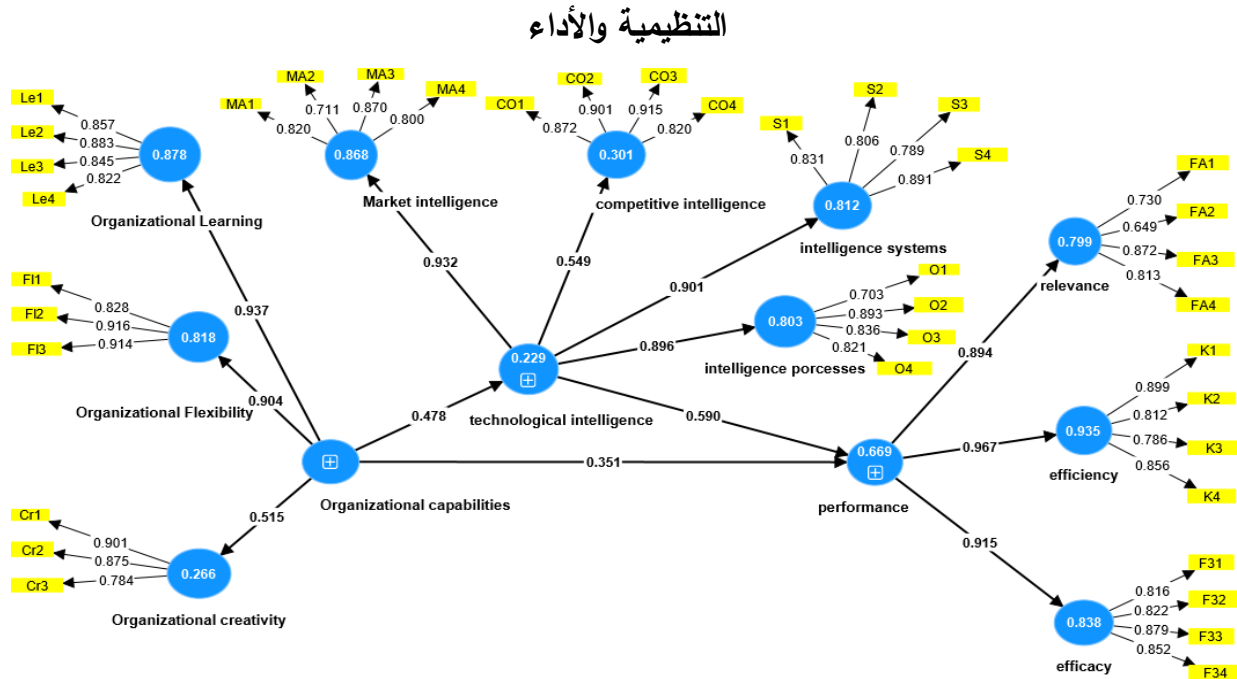 التنظيمية والأداء
Le1
Le2
Le3
Le4
0.857
0.883
0.845
0.822
0.878
Organizational Learning
MA1
MA2
MA3
MA4
0.820
0.711
0.870
0.800
0.868
Market intelligence
CO1
CO2
CO3
CO4
0.872
0.901
0.915
0.820
0.301
competitive intelligence
S1
S2
S3
S4
0.831
0.806
0.789
0.891
0.812
intelligence systems
FA1
FA2
FA3
FA4
0.730
0.649
0.872
0.813
0.799
relevance
Fl1
Fl2
Fl3
0.828
0.916
0.914
0.818
Organizational Flexibility
0.937
0.904
0.932
0.549
0.901
0.896
O1
O2
O3
O4
0.703
0.893
0.836
0.821
0.803
intelligence porcesses
0.229
technological intelligence
0.478
0.590
0.351
0.894
K1
K2
K3
K4
0.899
0.812
0.786
0.856
0.935
efficiency
0.967
0.669
performance
Organizational capabilities
0.515
0.915
Cr1
Cr2
Cr3
0.901
0.875
0.784
0.266
Organizational creativity
F31
F32
F33
F34
0.816
0.822
0.879
0.852
0.838
efficacy